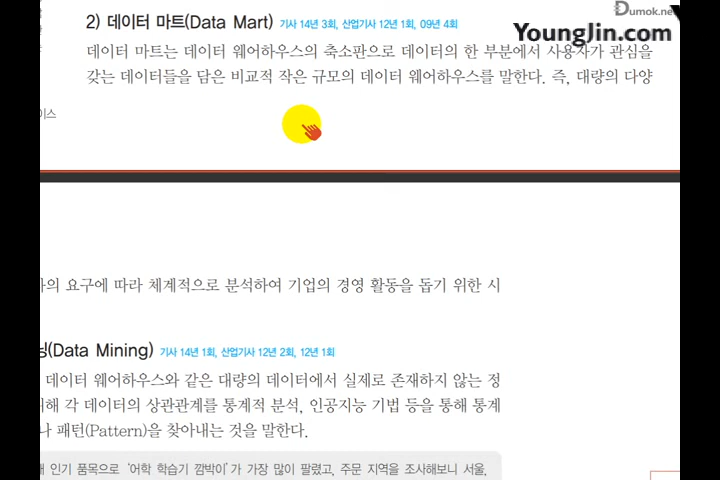 Dumok.ne
YoungJin.com
2) 데이터 마트(Data Mart) 기사 14년 3회, 산업기사 12년 1회, 09년 4회
데이터 마트는 데이터 웨어하우스의 축소판으로 데이터의 한 부분에서 사용자가 관심을
갖는 데이터들을 담은 비교적 작은 규모의 데이터 웨어하우스를 말한다. 즉, 대량의 다양
이스
의 요구에 따라 체계적으로 분석하여 기업의 경영 활동을 돕기 위한 시
(Data Mining) 기사 14년 1회, 산업기사 12년 2회, 12년 1회
데이터 웨어하우스와 같은 대량의 데이터에서 실제로 존재하지 않는 정
해 각 데이터의 상관관계를 통계적 분석, 인공지능 기법 등을 통해 통계
나 패턴(Pattern)을 찾아내는 것을 말한다.
인기 품목으로 '어학 학습기 깜박이'가 가장 많이 팔렸고, 주문 지역을 조사해보니 서울,